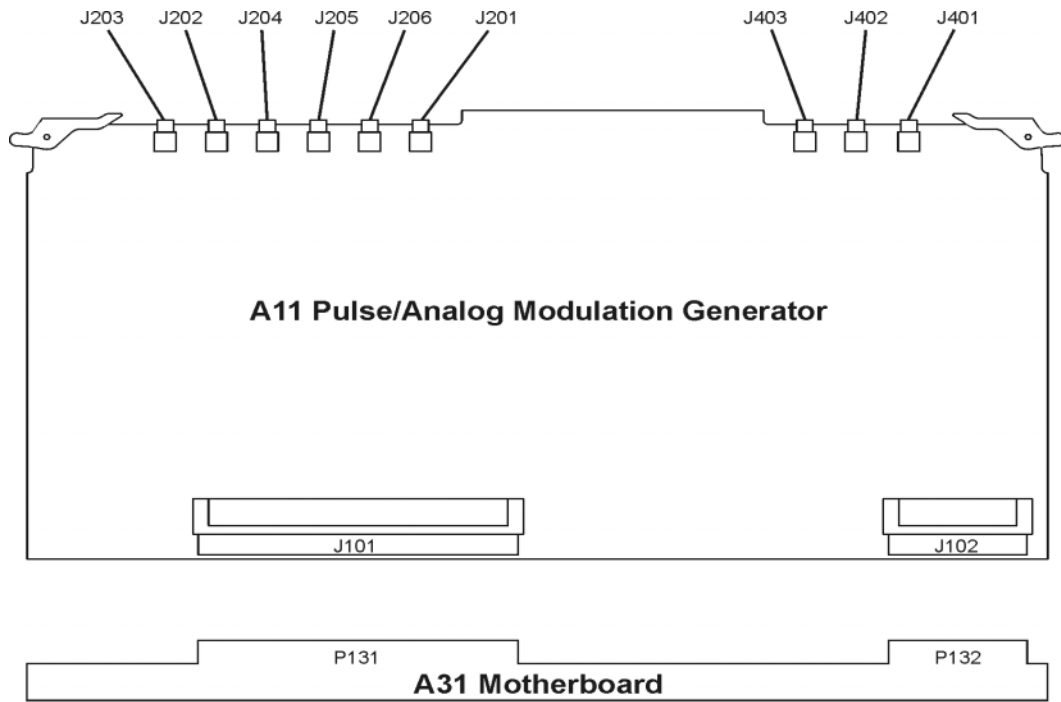 J203 J202 J204 J205 J206 J201 J403 J402 J401
A11 Pulse/Analog Modulation Generator
J101 J102
P131 P132
A31 Motherboard